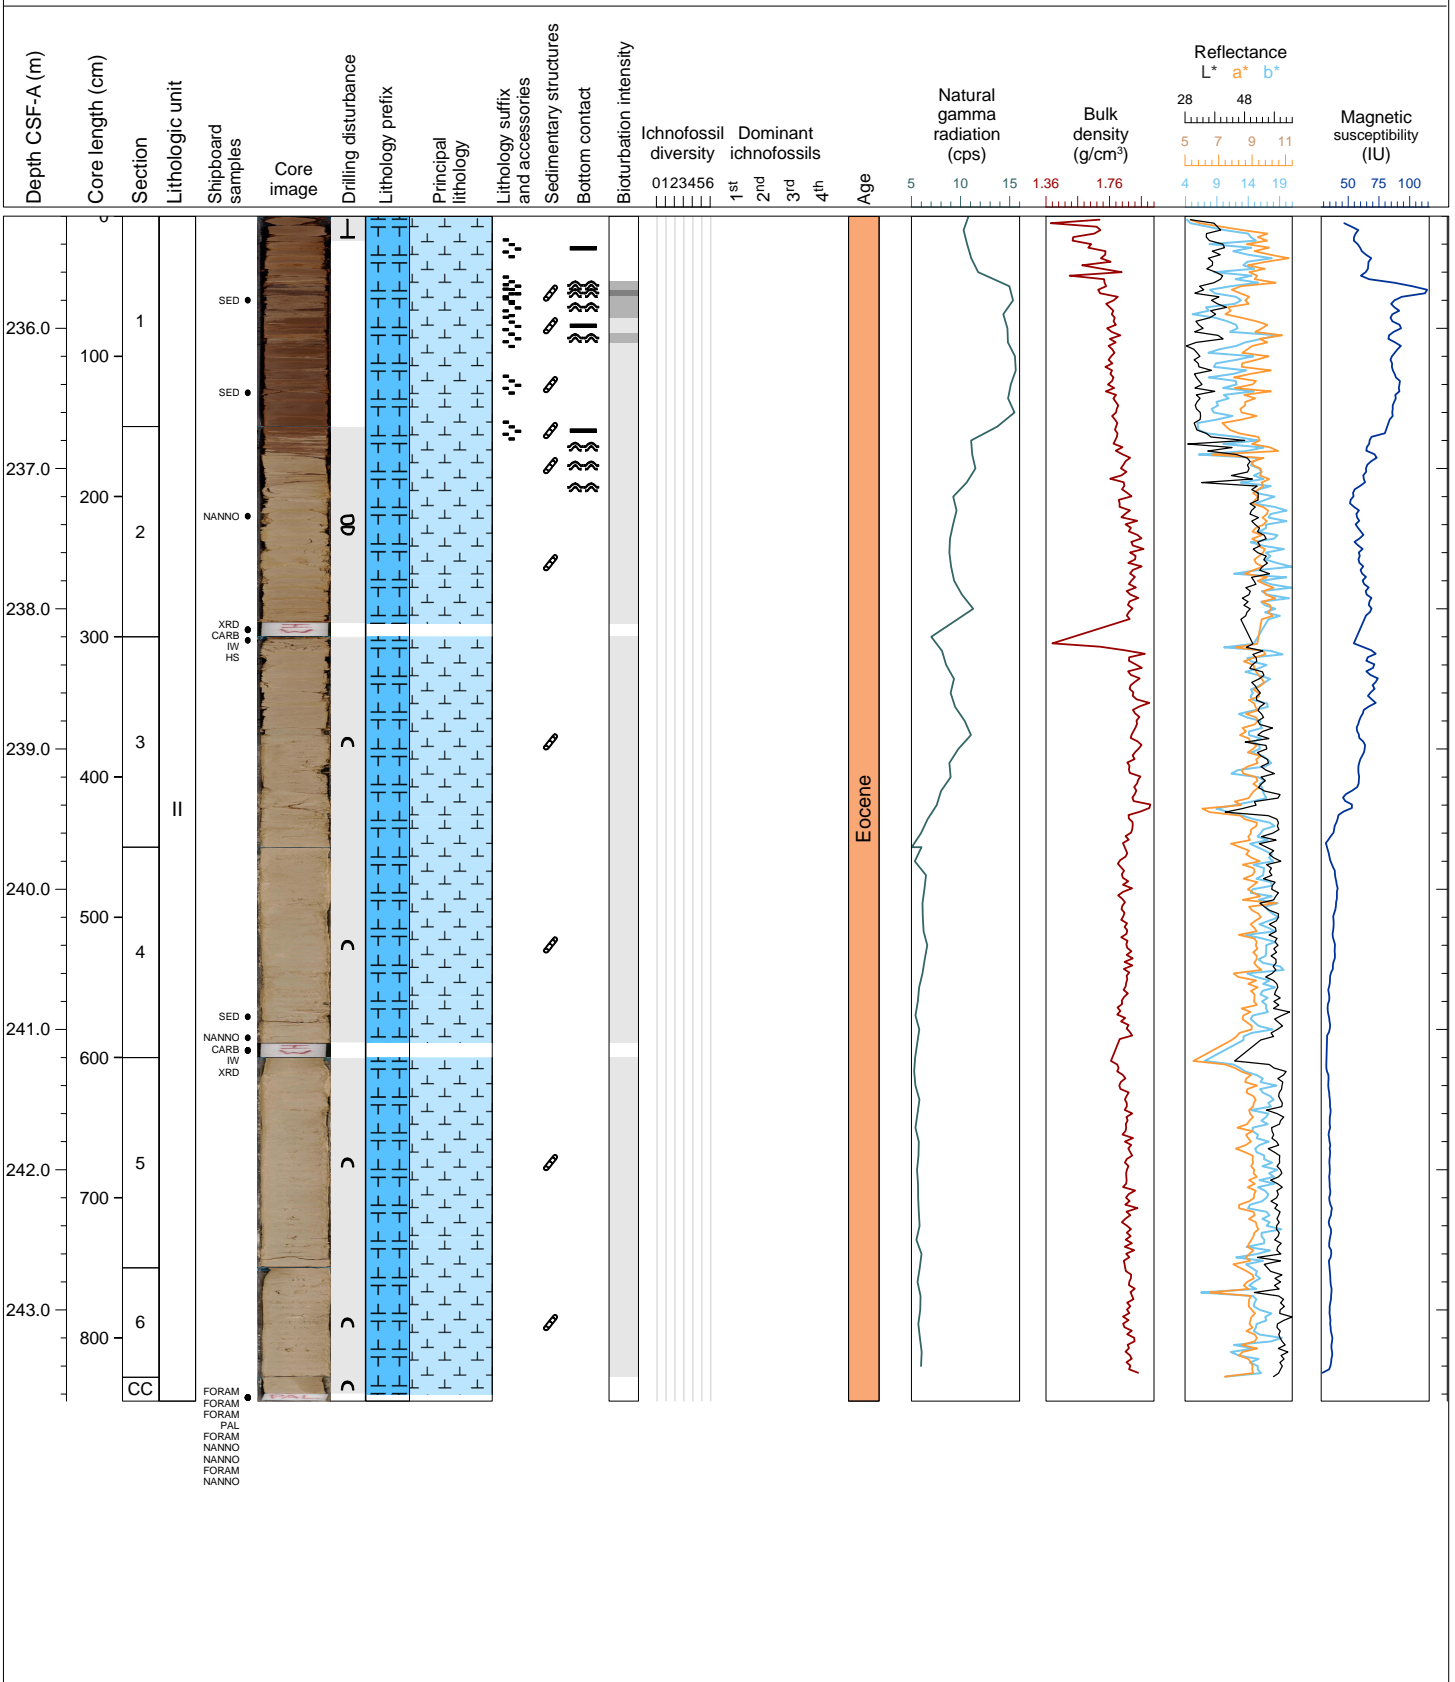 Depth CSF-A (m)
Core length (cm)
Section
Lithologic unit
Shipboard
samples
Core
image
Drilling disturbance
Lithology prefix
Principal
lithology
Lithology suffix
and accessories
Sedimentary structures
Bottom contact
Bioturbation intensity
Ichnofossil
diversity
0123456
Dominant
ichnofossils
1st
2nd
3rd
4th
Age
Natural
gamma
radiation
(cps)
5 10 15
Bulk
density
(g/cm³)
1.36 1.76
Reflectance
L* a* b*
28 48
5 7 9 11
4 9 14 19
Magnetic
susceptibility
(IU)
50 75 100
0
SED
1
236.0
100
SED
237.0
200
NANNO
2
238.0
XRD
CARB
300
IW
HS
3
239.0
400
II
Eocene
240.0
500
4
SED
241.0
NANNO
CARB
600
IW
XRD
5
242.0
700
243.0
6
800
CC
FORAM
FORAM
FORAM
PAL
FORAM
NANNO
NANNO
FORAM
NANNO